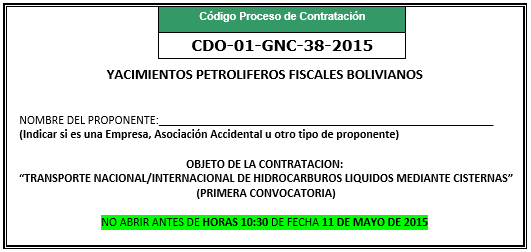 Código Proceso de Contratación
CDO-01-GNC-38-2015
YACIMIENTOS PETROLIFEROS FISCALES BOLIVIANOS
NOMBRE DEL PROPONENTE:
(Indicar si es una Empresa, Asociación Accidental u otro tipo de proponente)
OBJETO DE LA CONTRATACION:
“TRANSPORTE NACIONAL/INTERNACIONAL DE HIDROCARBUROS LIQUIDOS MEDIANTE CISTERNAS”
(PRIMERA CONVOCATORIA)
NO ABRIR ANTES DE HORAS 10:30 DE FECHA 11 DE MAYO DE 2015